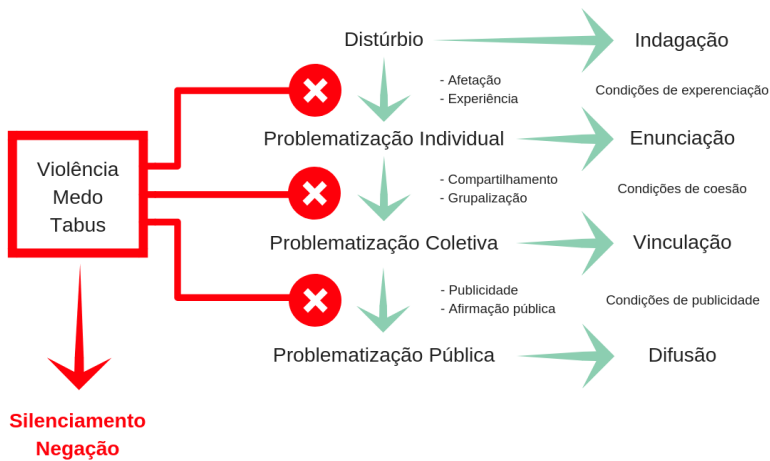 Distúrbio
Indagação
- Afetação
- Experiência
Condições de experenciação
Problematização Individual
Enunciação
Violência
Medo
Tabus
- Compartilhamento
- Grupalização
Condições de coesão
Problematização Coletiva
Vinculação
- Publicidade
- Afirmação pública
Condições de publicidade
Problematização Pública
Difusão
Silenciamento
Negação